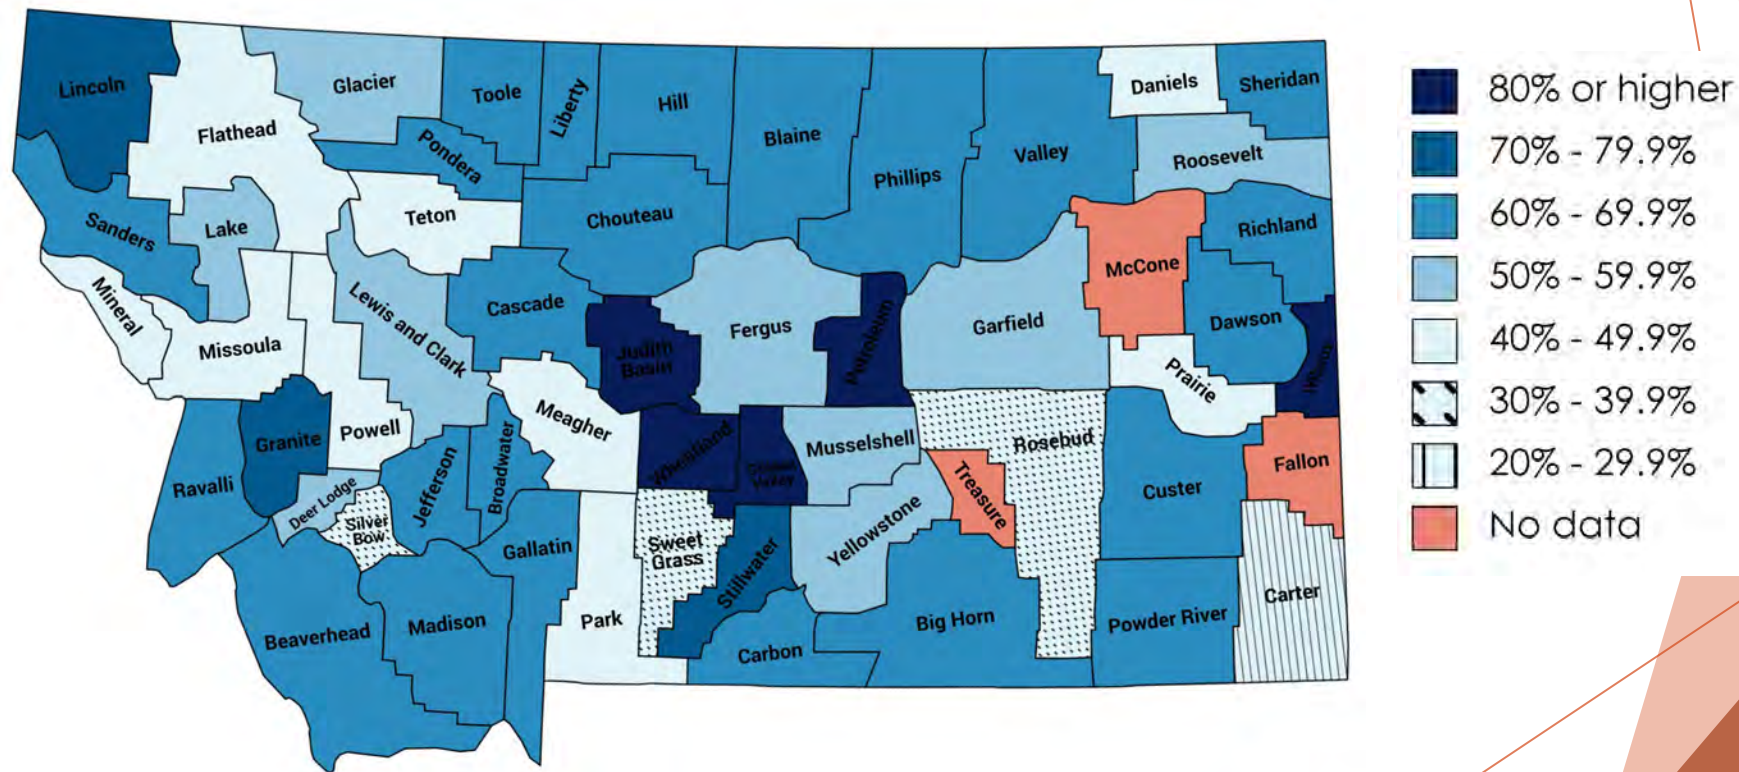 Lincoln
Flathead
Glacier
Toole
Liberty
Hill
Blaine
Phillips
Valley
Daniels
Sheridan
Roosevelt
Pondera
Sanders
Lake
Teton
Chouteau
Richland
McCone
Mineral
Missoula
Lewis and Clark
Cascade
Judith
Basin
Fergus
Petroleum
Garfield
Dawson
Wibaux
Prairie
Ravalli
Granite
Powell
Meagher
Wheatland
Golden
Valley
Musselshell
Rosebud
Treasure
Custer
Fallon
Deer Lodge
Silver
Bow
Jefferson
Broadwater
Gallatin
Sweet
Grass
Stillwater
Yellowstone
Beaverhead
Madison
Park
Carbon
Big Horn
Powder River
Carter
80% or higher
70% - 79.9%
60% - 69.9%
50% - 59.9%
40% - 49.9%
30% - 39.9%
20% - 29.9%
No data